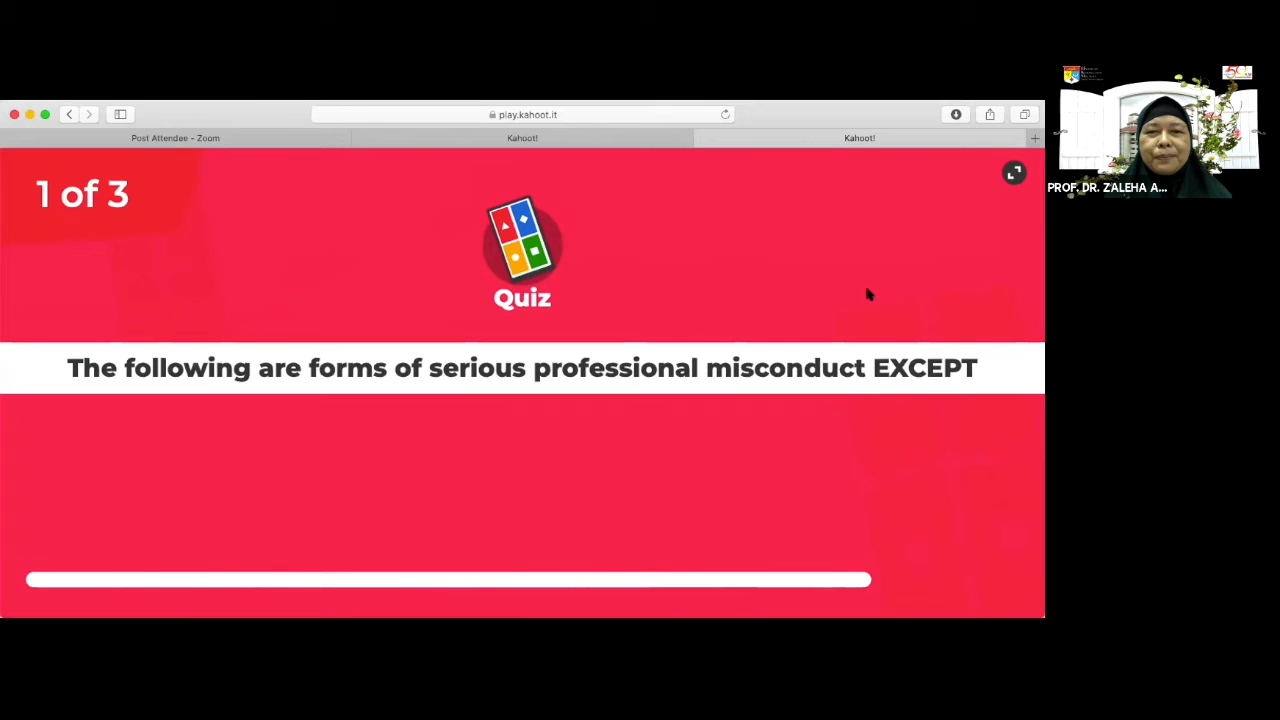 play.kahoot.it
Post Attendee - Zoom
Kahoot!
Kahoot!
1 of 3
Quiz
The following are forms of serious professional misconduct EXCEPT
PROF. DR. ZALEHA A...